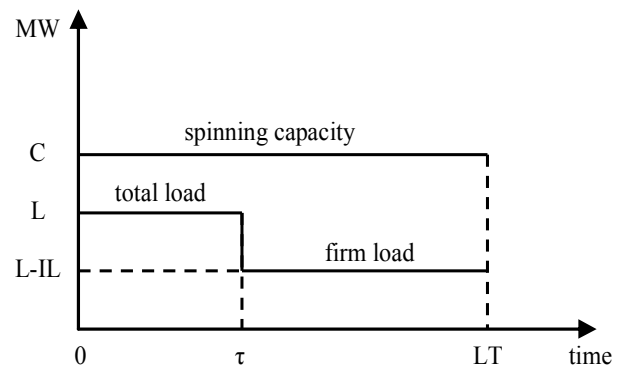 MW
spinning capacity
C
total load
L
firm load
L-IL
0 τ LT time